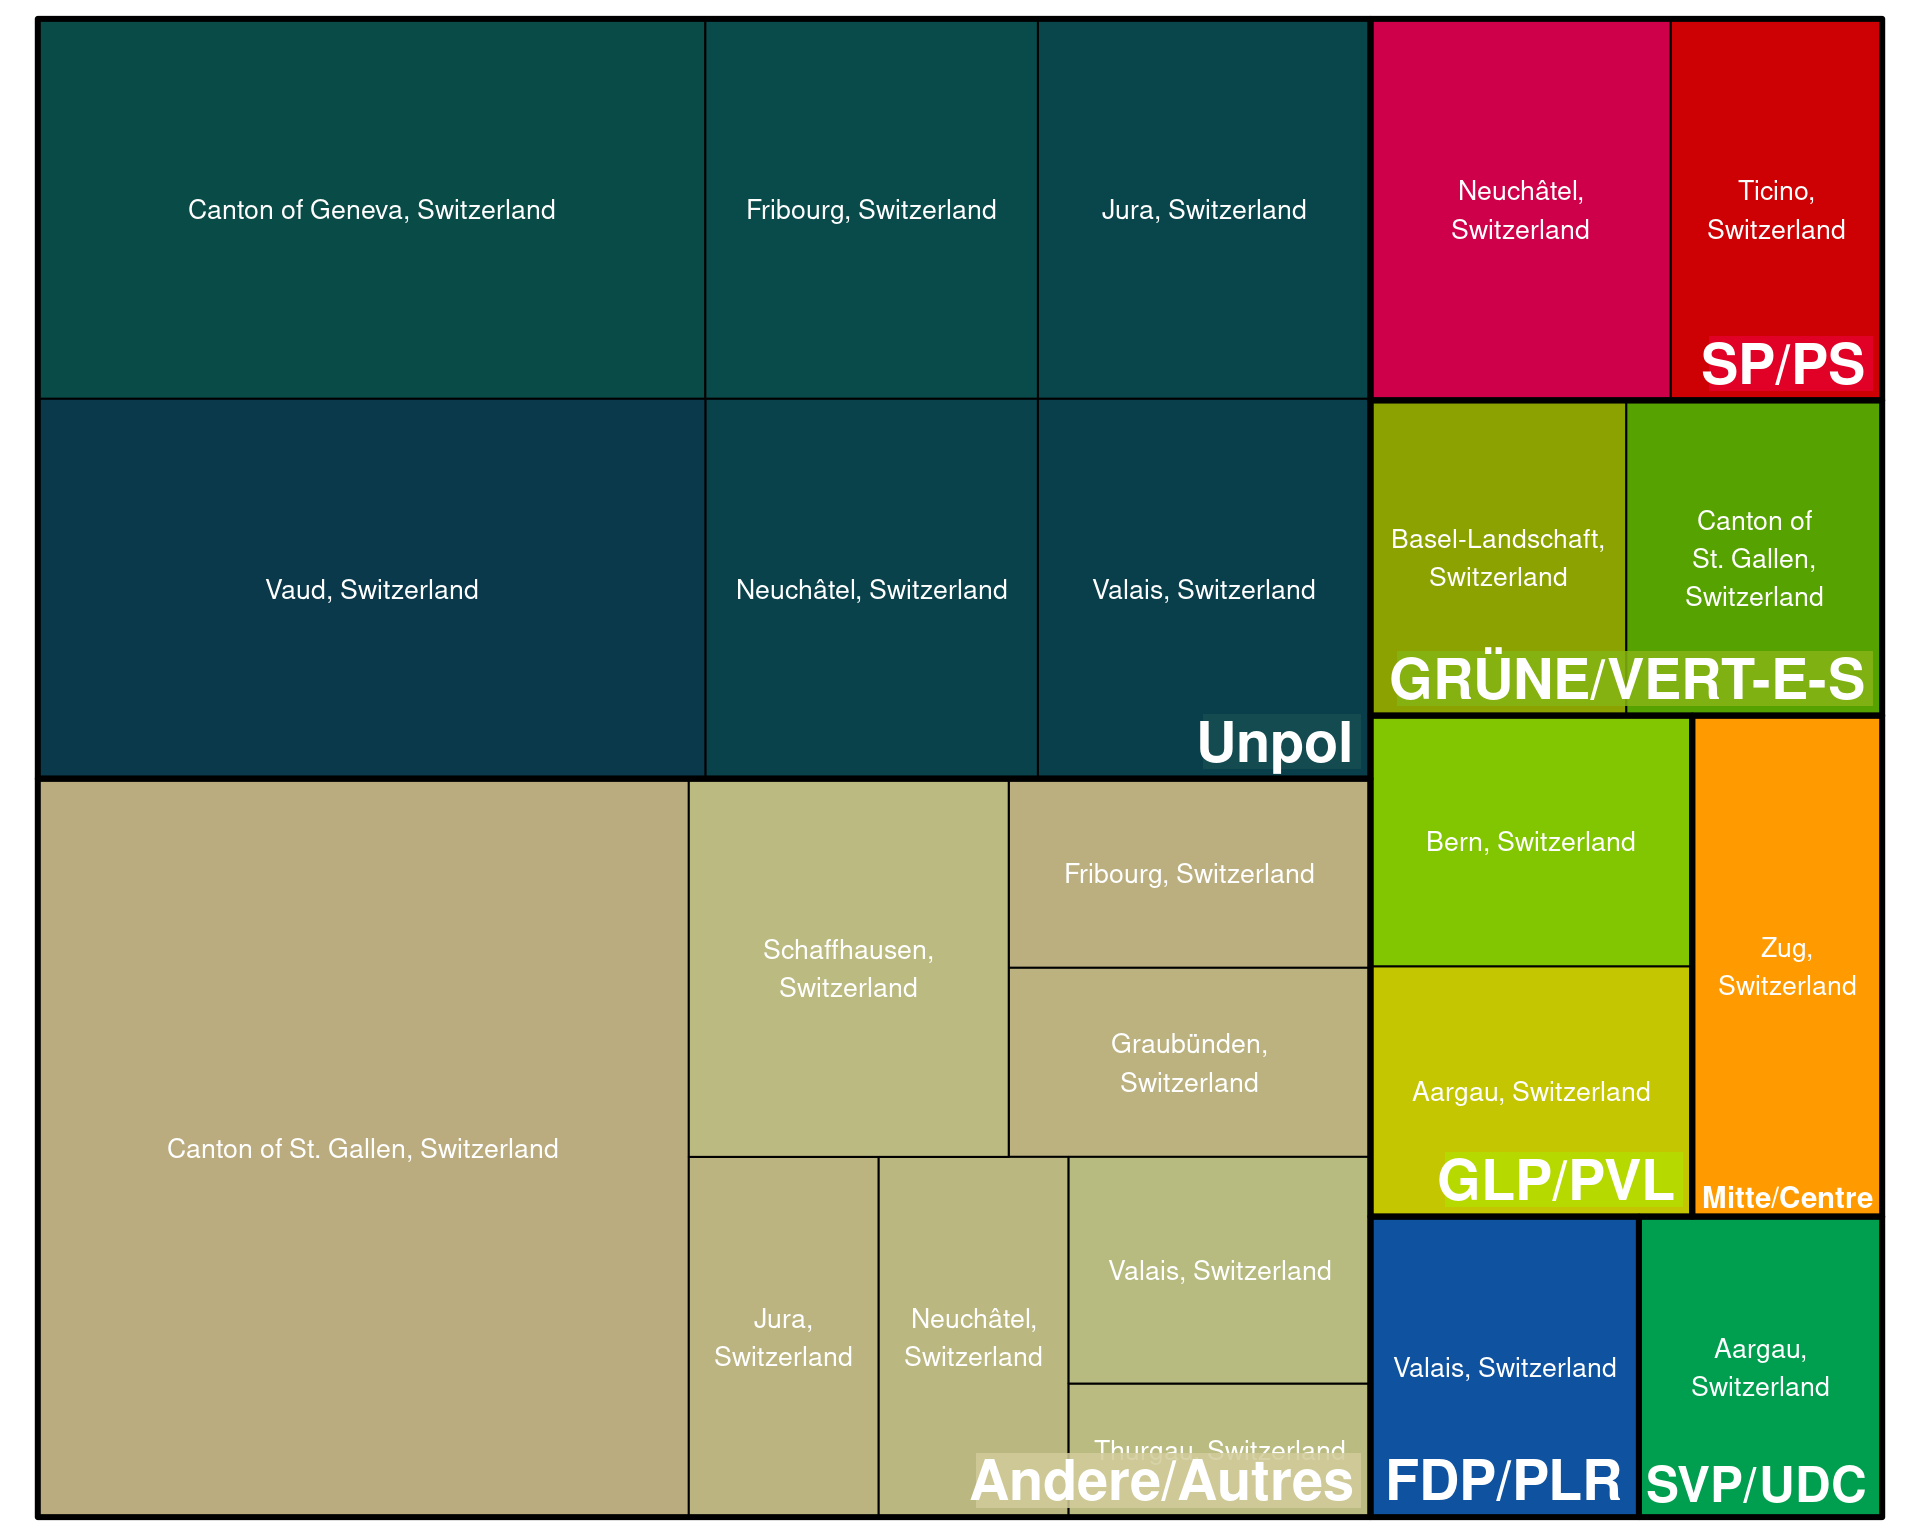 Canton of Geneva, Switzerland
Fribourg, Switzerland
Jura, Switzerland
Vaud, Switzerland
Neuchâtel, Switzerland
Valais, Switzerland
Unpol
Canton of St. Gallen, Switzerland
Schaffhausen,
Switzerland
Fribourg, Switzerland
Graubünden,
Switzerland
Jura,
Switzerland
Neuchâtel,
Switzerland
Valais, Switzerland
Thurgau, Switzerland
Andere/Autres
Neuchâtel,
Switzerland
Ticino,
Switzerland
SP/PS
Basel-Landschaft,
Switzerland
Canton of
St. Gallen,
Switzerland
GRÜNE/VERT-E-S
Bern, Switzerland
Aargau, Switzerland
GLP/PVL
Zug,
Switzerland
Mitte/Centre
Valais, Switzerland
FDP/PLR
Aargau,
Switzerland
SVP/UDC